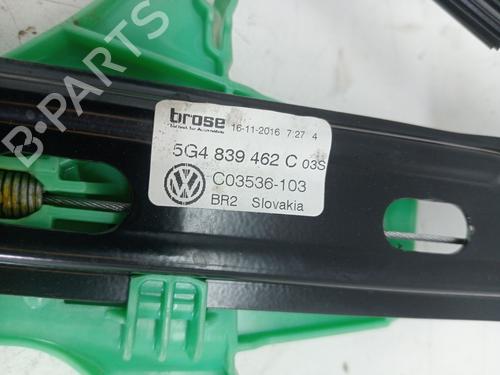 brose
16-11-2016 7:27 4
5G4 839 462 C 03S
C03536-103
BR2 Slovakia
B-PARTS